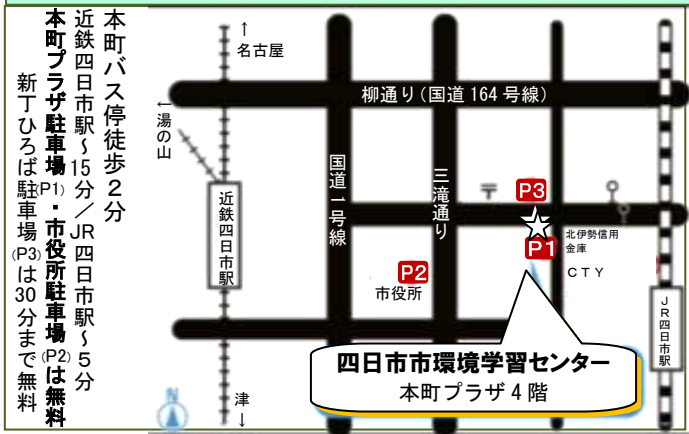 本町バス停徒歩２分
近鉄四日市駅～15分／JR四日市駅～５分
本町プラザ駐車場(P1)・市役所駐車場(P2)は無料
新丁ひろば駐車場(P3)は30分まで無料
↑
名古屋
柳通り（国道164号線）
←湯の山
国道一号線
三滝通り
〒
P3
近鉄四日市駅
P1
北伊勢信用
金庫
CTY
P2
市役所
JR四日市駅
四日市市環境学習センター
本町プラザ４階
N
津
↓